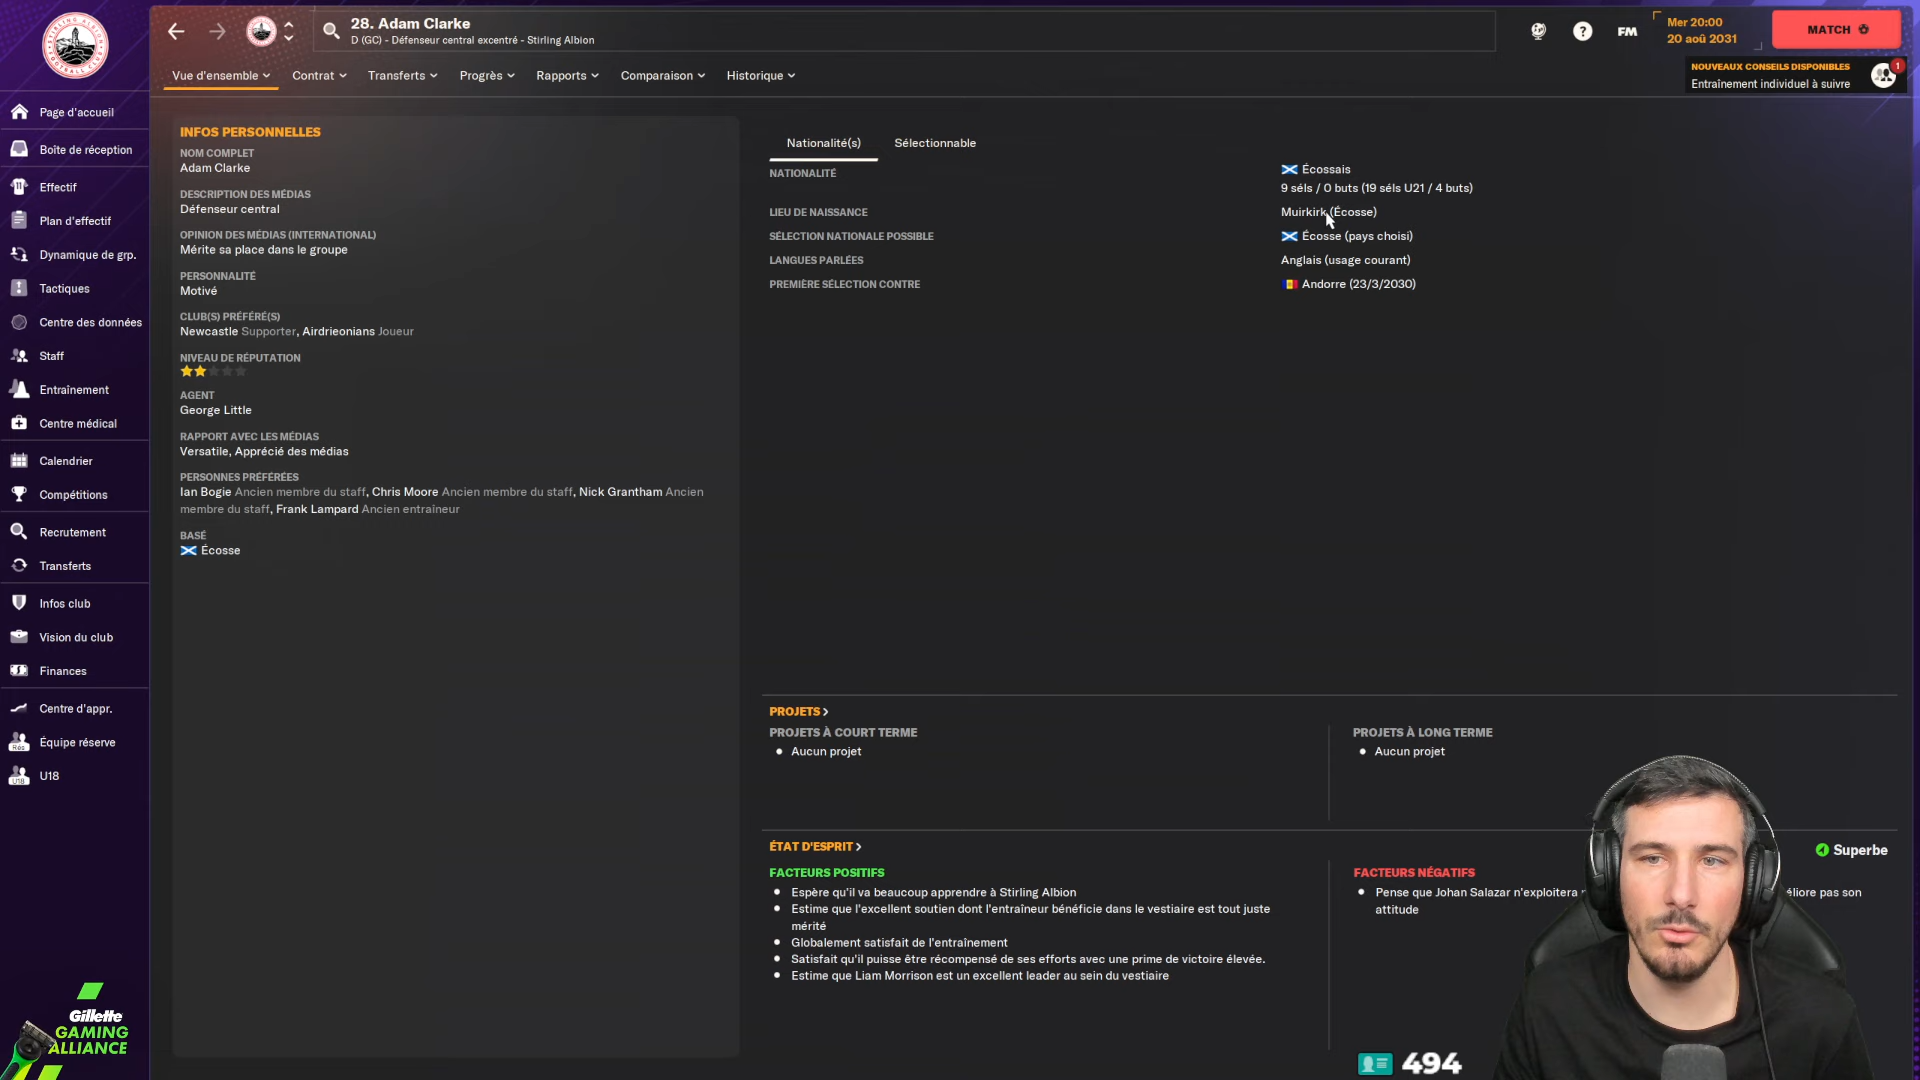 28. Adam Clarke
D (GC) - Défenseur central excentré - Stirling Albion
FM
Mer 20:00
20 aoû 2031
MATCH
Vue d'ensemble
Contrat
Transferts
Progrès
Rapports
Comparaison
Historique
NOUVEAUX CONSEILS DISPONIBLES
Entraînement individuel à suivre
1
Page d'accueil
Boîte de réception
Effectif
Plan d'effectif
Dynamique de grp.
Tactiques
Centre des données
Staff
Entraînement
Centre médical
Calendrier
Compétitions
Recrutement
Transferts
Infos club
Vision du club
Finances
Centre d'appr.
Équipe réserve
U18
Gillette
GAMING
ALLIANCE
INFOS PERSONNELLES
NOM COMPLET
Adam Clarke
DESCRIPTION DES MÉDIAS
Défenseur central
OPINION DES MÉDIAS (INTERNATIONAL)
Mérite sa place dans le groupe
PERSONNALITÉ
Motivé
CLUB(S) PRÉFÉRÉ(S)
Newcastle Supporter, Airdrieonians Joueur
NIVEAU DE RÉPUTATION
AGENT
George Little
RAPPORT AVEC LES MÉDIAS
Versatile, Apprécié des médias
PERSONNES PRÉFÉRÉES
Ian Bogie Ancien membre du staff, Chris Moore Ancien membre du staff, Nick Grantham Ancien
membre du staff, Frank Lampard Ancien entraîneur
BASÉ
Écosse
Nationalité(s)
Sélectionnable
NATIONALITÉ
Écossais
9 séls / 0 buts (19 séls U21 / 4 buts)
LIEU DE NAISSANCE
Muirkirk (Écosse)
SÉLECTION NATIONALE POSSIBLE
Écosse (pays choisi)
LANGUES PARLÉES
Anglais (usage courant)
PREMIÈRE SÉLECTION CONTRE
Andorre (23/3/2030)
PROJETS >
PROJETS À COURT TERME
Aucun projet
PROJETS À LONG TERME
Aucun projet
ÉTAT D'ESPRIT >
Superbe
FACTEURS POSITIFS
Espère qu'il va beaucoup apprendre à Stirling Albion
Estime que l'excellent soutien dont l'entraîneur bénéficie dans le vestiaire est tout juste
mérité
Globalement satisfait de l'entraînement
Satisfait qu'il puisse être récompensé de ses efforts avec une prime de victoire élevée.
Estime que Liam Morrison est un excellent leader au sein du vestiaire
FACTEURS NÉGATIFS
Pense que Johan Salazar n'exploitera éliore pas son
attitude
494